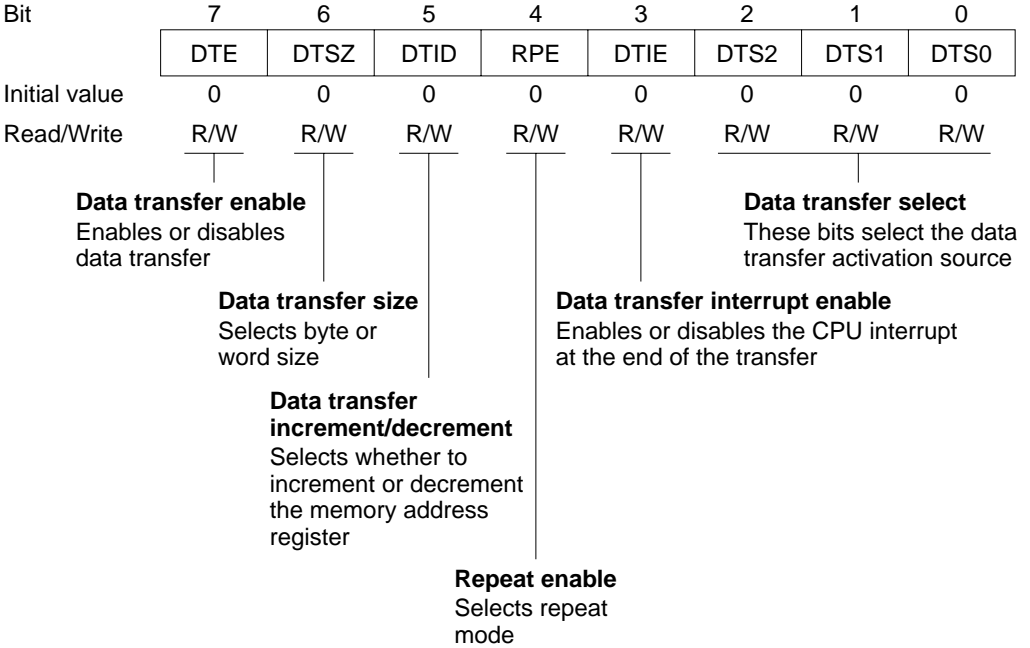 Bit 7 6 5 4 3 2 1 0
DTE DTSZ DTID RPE DTIE DTS2 DTS1 DTS0
Initial value 0 0 0 0 0 0 0 0
Read/Write R/W R/W R/W R/W R/W R/W R/W R/W
Data transfer enable
Enables or disables
data transfer
Data transfer select
These bits select the data
transfer activation source
Data transfer size
Selects byte or
word size
Data transfer interrupt enable
Enables or disables the CPU interrupt
at the end of the transfer
Data transfer
increment/decrement
Selects whether to
increment or decrement
the memory address
register
Repeat enable
Selects repeat
mode